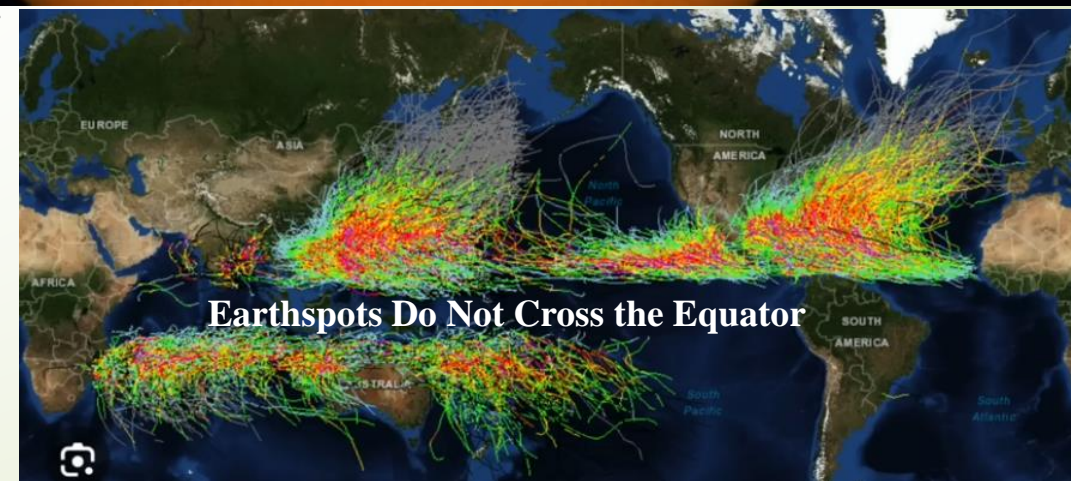 EUROPE
ASIA
NORTH
AMERICA
North
Pacific
AFRICA
Earthspots Do Not Cross the Equator
SOUTH
AMERICA
STRALIA
South
Pacific
South
Atlantic